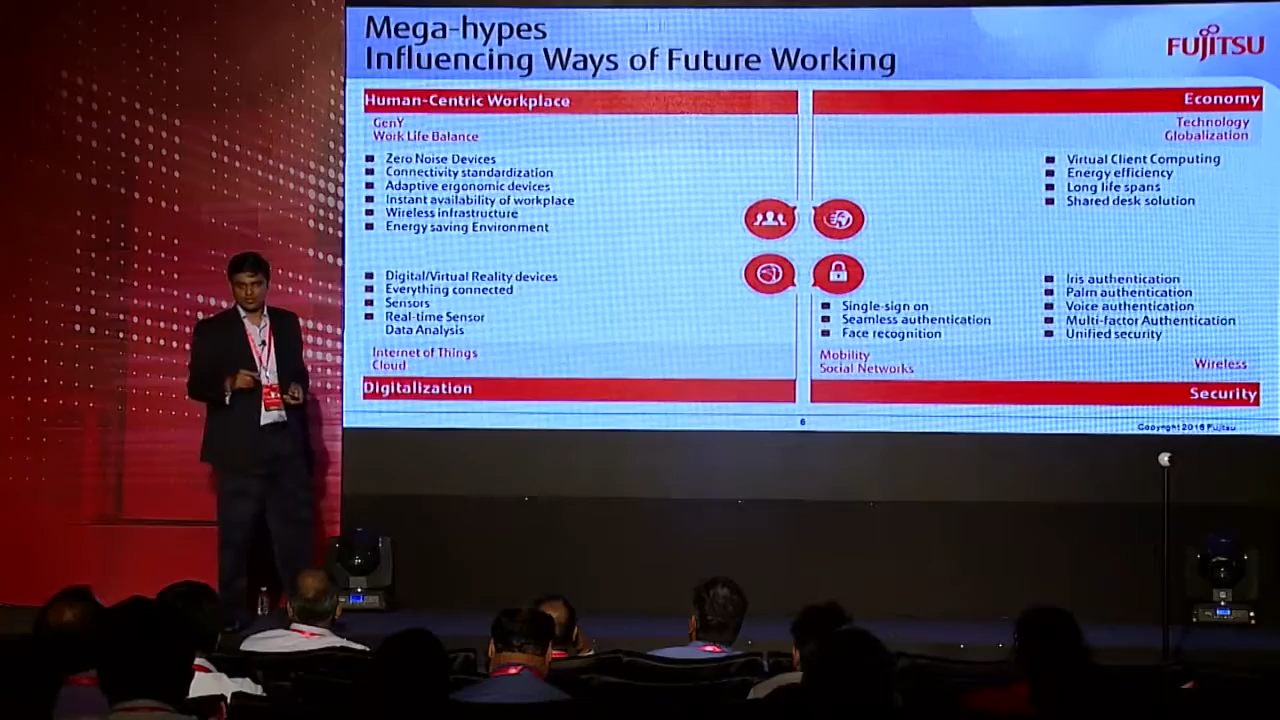 Mega-hypes
Influencing Ways of Future Working
FUJITSU
Human-Centric Workplace
GenY
Work Life Balance
Zero Noise Devices
Connectivity standardization
Adaptive ergonomic devices
Instant availability of workplace
Wireless infrastructure
Energy saving Environment
Economy
Technology
Globalization
Virtual Client Computing
Energy efficiency
Long life spans
Shared desk solution
Digital/Virtual Reality devices
Everything connected
Sensors
Real-time Sensor
Data Analysis
Internet of Things
Cloud
Digitalization
Single-sign on
Seamless authentication
Face recognition
Mobility
Social Networks
Iris authentication
Palm authentication
Voice authentication
Multi-factor Authentication
Unified security
Wireless
Security
6
Copyright 2016 Fujitsu